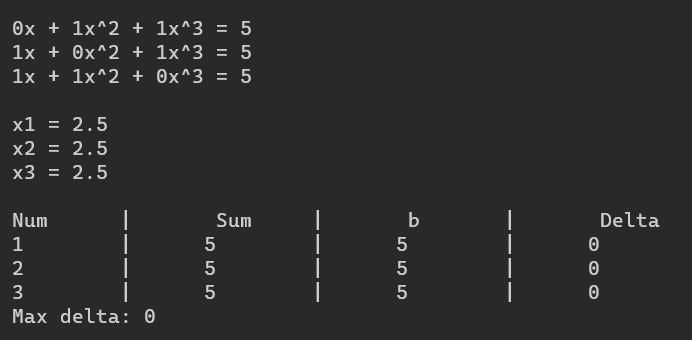 0x + 1x^2 + 1x^3 = 5
1x + 0x^2 + 1x^3 = 5
1x + 1x^2 + 0x^3 = 5

x1 = 2.5
x2 = 2.5
x3 = 2.5

Num | Sum | b | Delta
1 | 5 | 5 | 0
2 | 5 | 5 | 0
3 | 5 | 5 | 0
Max delta: 0